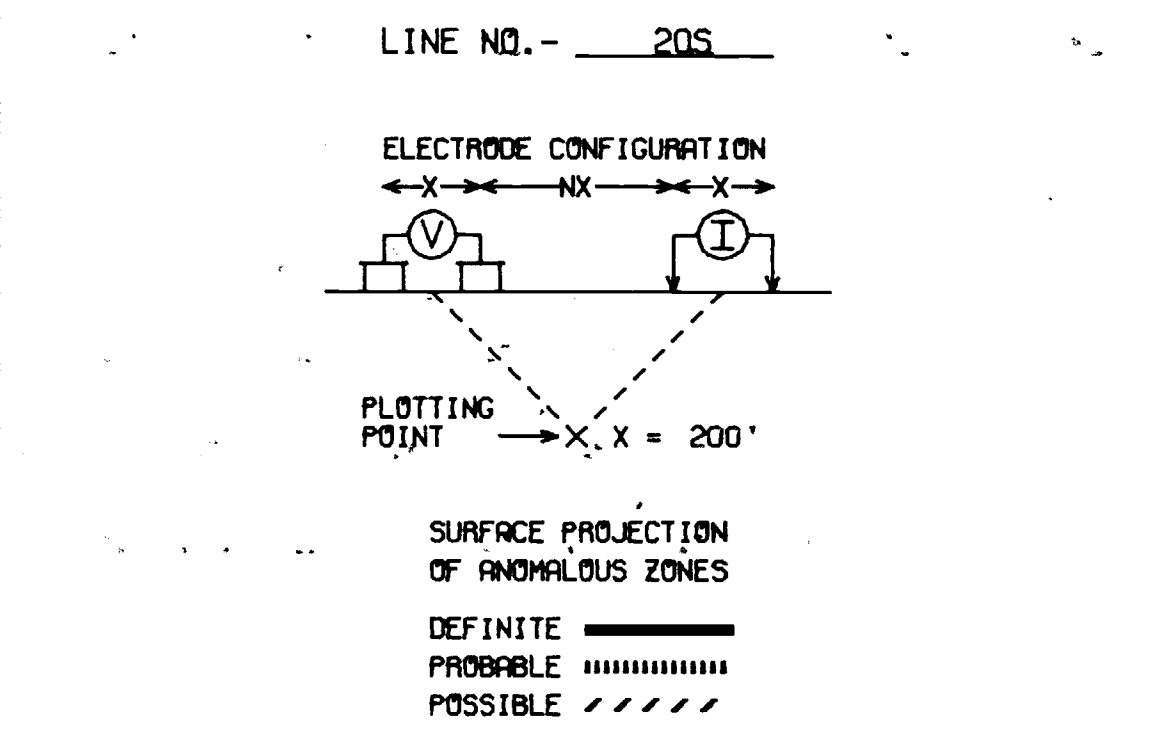 LINE NO.- 20S
ELECTRODE CONFIGURATION
X NX X
V I
PLOTTING
POINT X X = 200'
SURFACE PROJECTION
OF ANOMALOUS ZONES
DEFINITE
PROBABLE
POSSIBLE